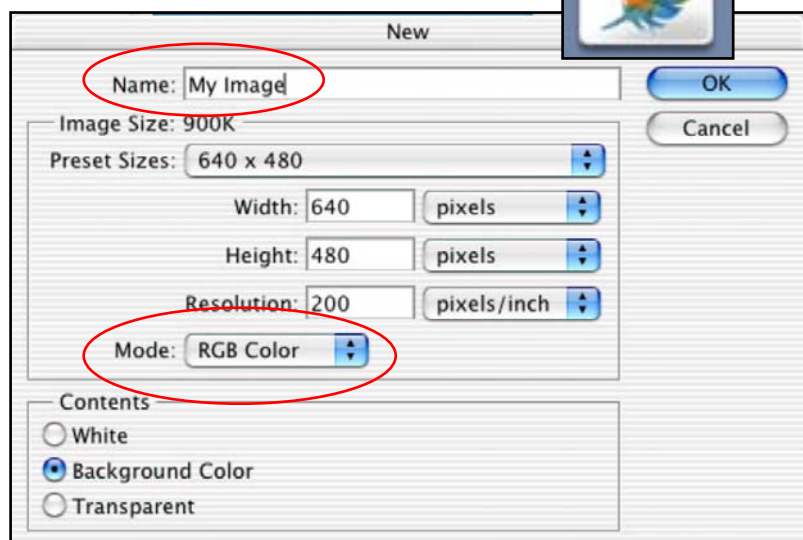 New
Name: My Image
OK
Image Size: 900K
Cancel
Preset Sizes: 640 x 480
Width: 640 pixels
Height: 480 pixels
Resolution: 200 pixels/inch
Mode: RGB Color
Contents
White
Background Color
Transparent